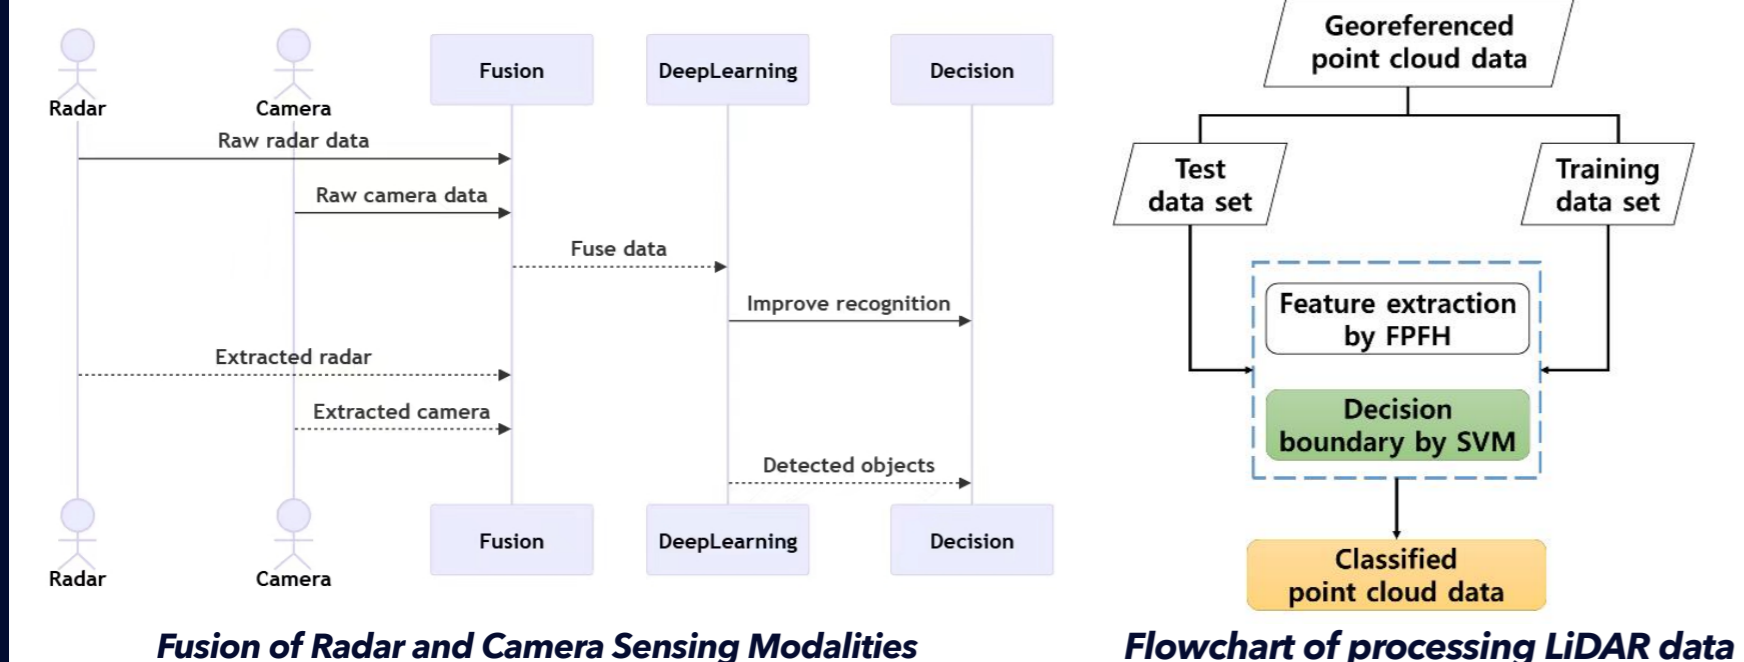 Radar
Camera
Fusion
DeepLearning
Decision
Raw radar data
Raw camera data
Fuse data
Improve recognition
Extracted radar
Extracted camera
Detected objects
Radar
Camera
Fusion
DeepLearning
Decision
Fusion of Radar and Camera Sensing Modalities
Georeferenced
point cloud data
Test
data set
Training
data set
Feature extraction
by FPFH
Decision
boundary by SVM
Classified
point cloud data
Flowchart of processing LiDAR data